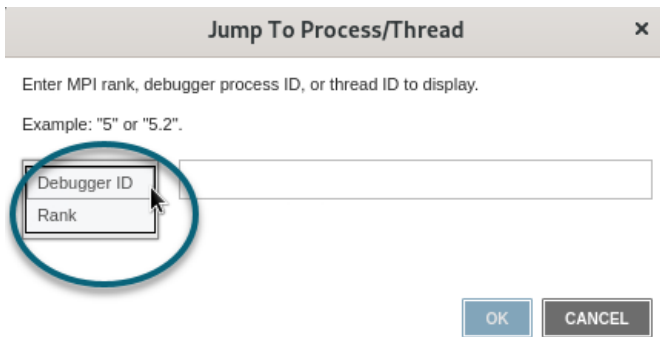 Jump To Process/Thread ×
Enter MPI rank, debugger process ID, or thread ID to display.
Example: "5" or "5.2".
Debugger ID
Rank
OK CANCEL